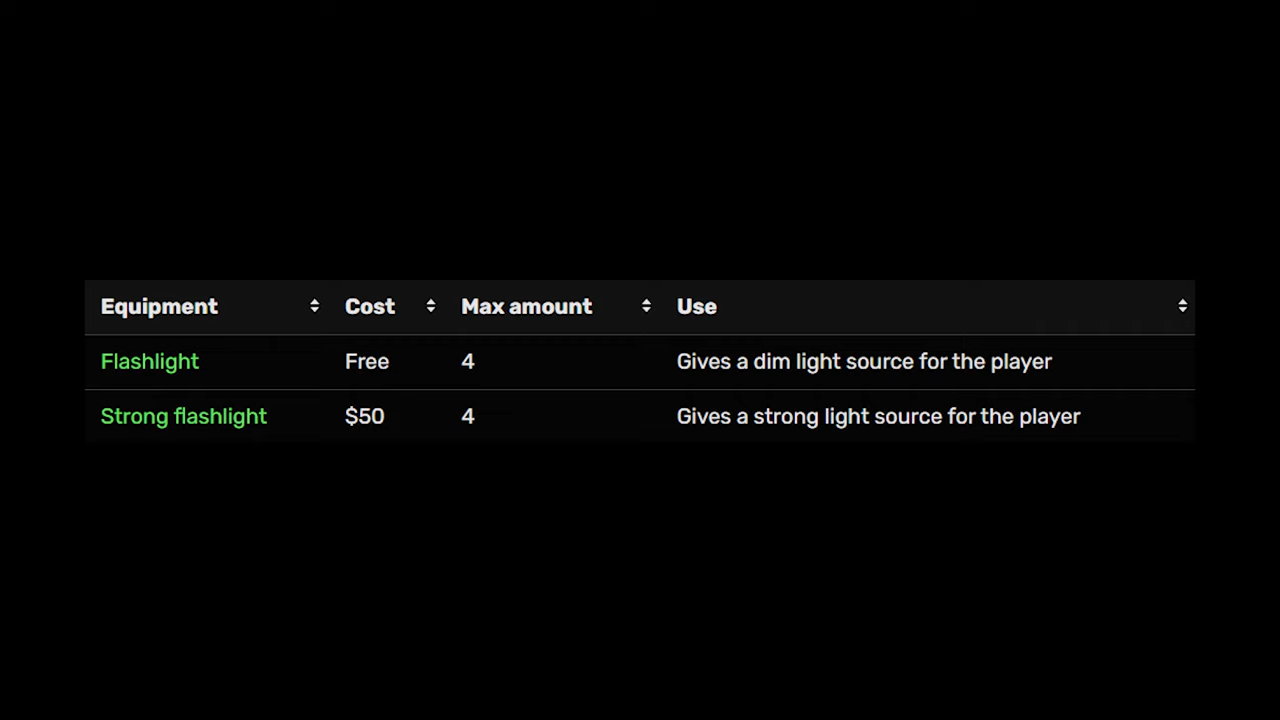 Equipment Cost Max amount Use
Flashlight Free 4 Gives a dim light source for the player
Strong flashlight $50 4 Gives a strong light source for the player